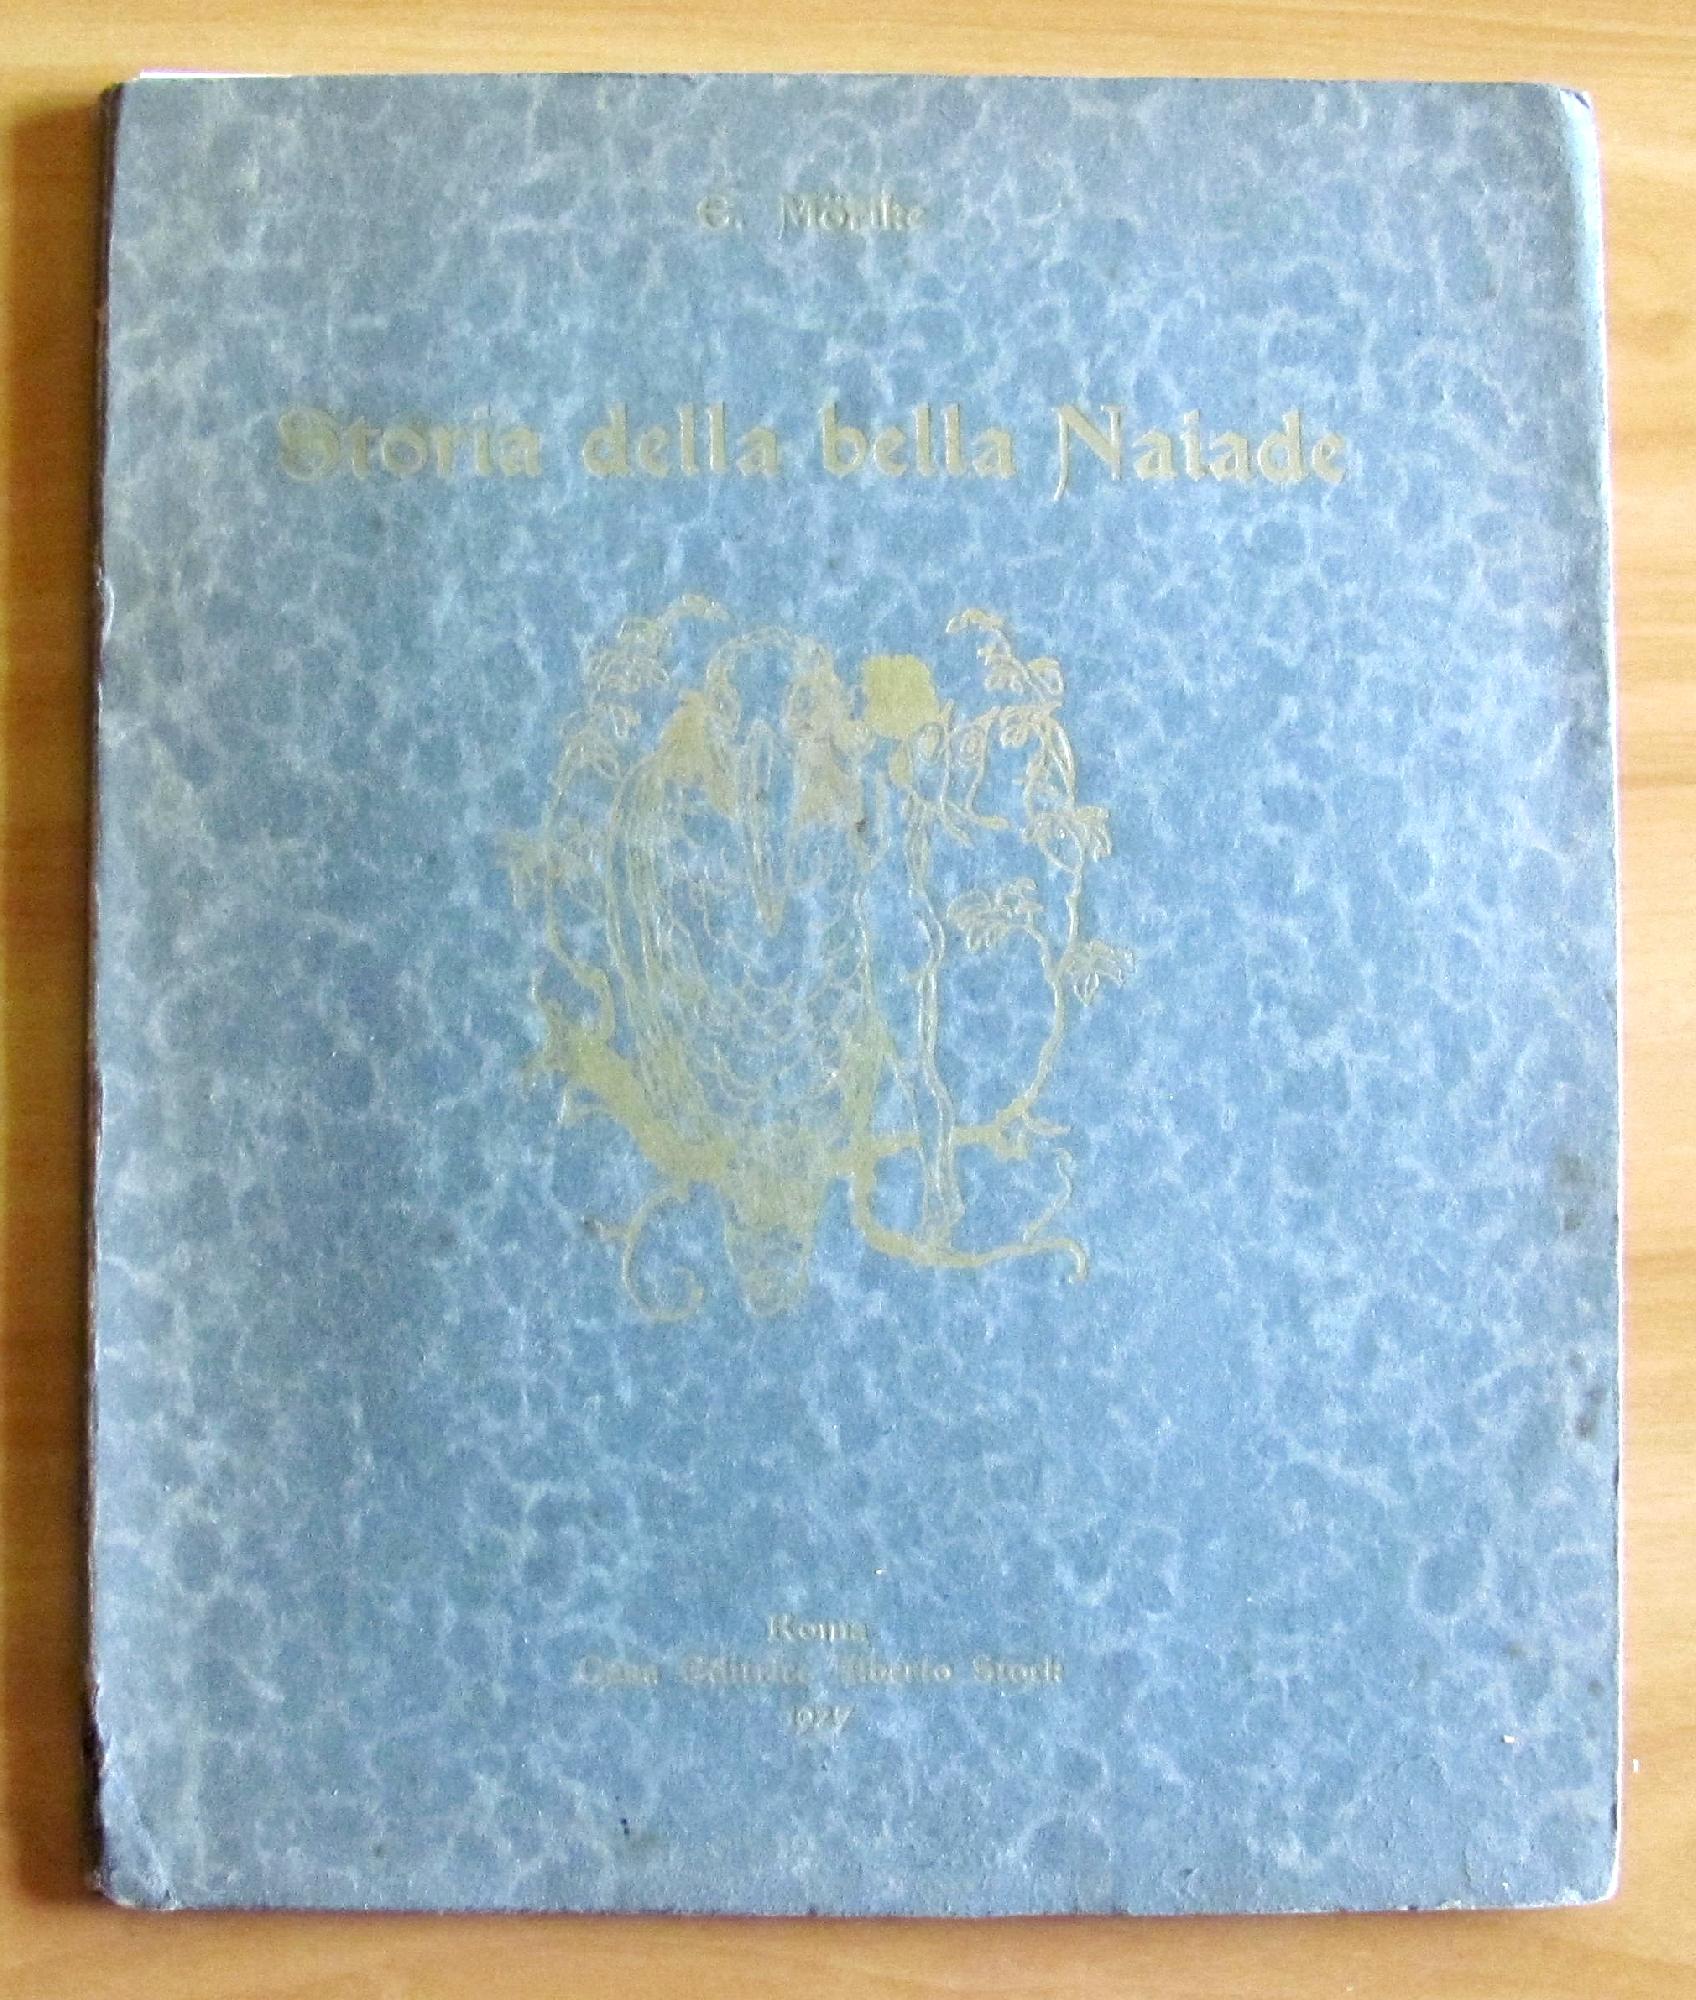 E. Mörike
Storia della bella Naiade
Roma
Casa Editrice Alberto Stock
1927